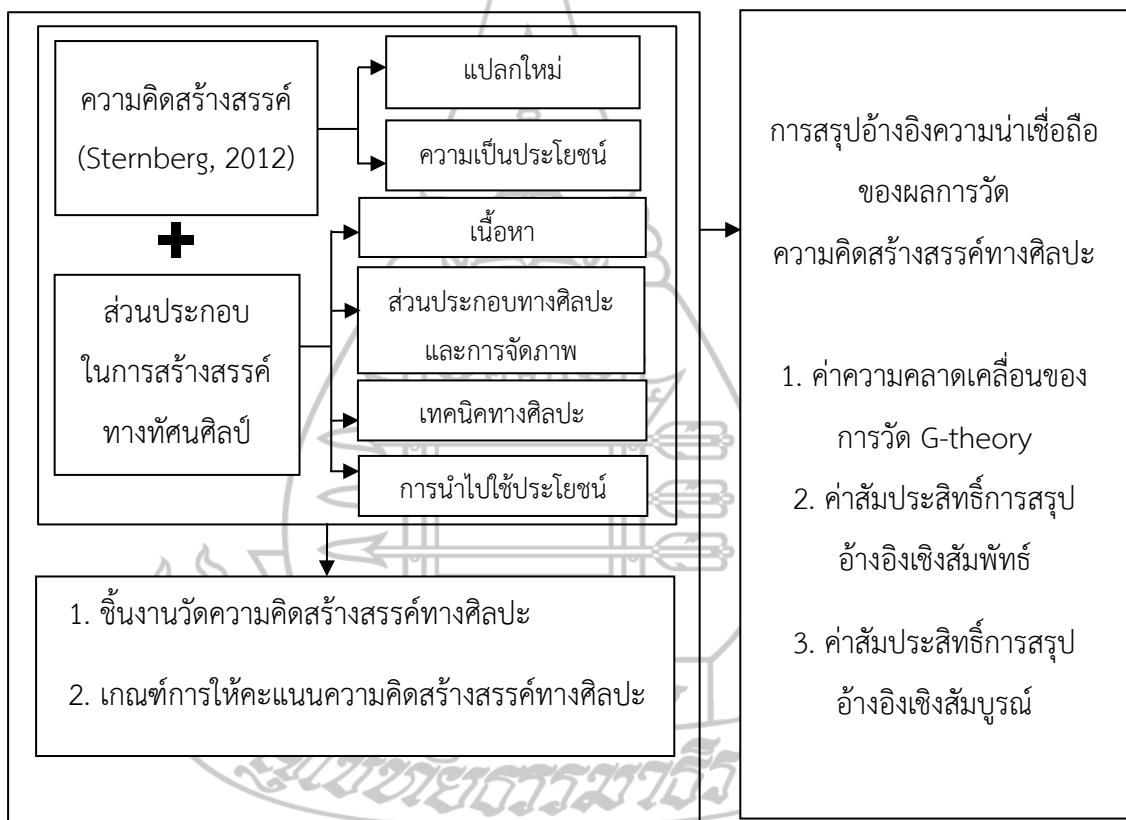 ความคิดสร้างสรรค์
(Sternberg, 2012)
แปลกใหม่
ความเป็นประโยชน์
ส่วนประกอบ
ในการสร้างสรรค์
ทางทัศนศิลป์
เนื้อหา
ส่วนประกอบทางศิลปะ
และการจัดภาพ
เทคนิคทางศิลปะ
การนำไปใช้ประโยชน์
1. ชิ้นงานวัดความคิดสร้างสรรค์ทางศิลปะ
2. เกณฑ์การให้คะแนนความคิดสร้างสรรค์ทางศิลปะ
การสรุปอ้างอิงความน่าเชื่อถือ
ของผลการวัด
ความคิดสร้างสรรค์ทางศิลปะ
1. ค่าความคลาดเคลื่อนของ
การวัด G-theory
2. ค่าสัมประสิทธิ์การสรุป
อ้างอิงเชิงสัมพัทธ์
3. ค่าสัมประสิทธิ์การสรุป
อ้างอิงเชิงสัมบูรณ์